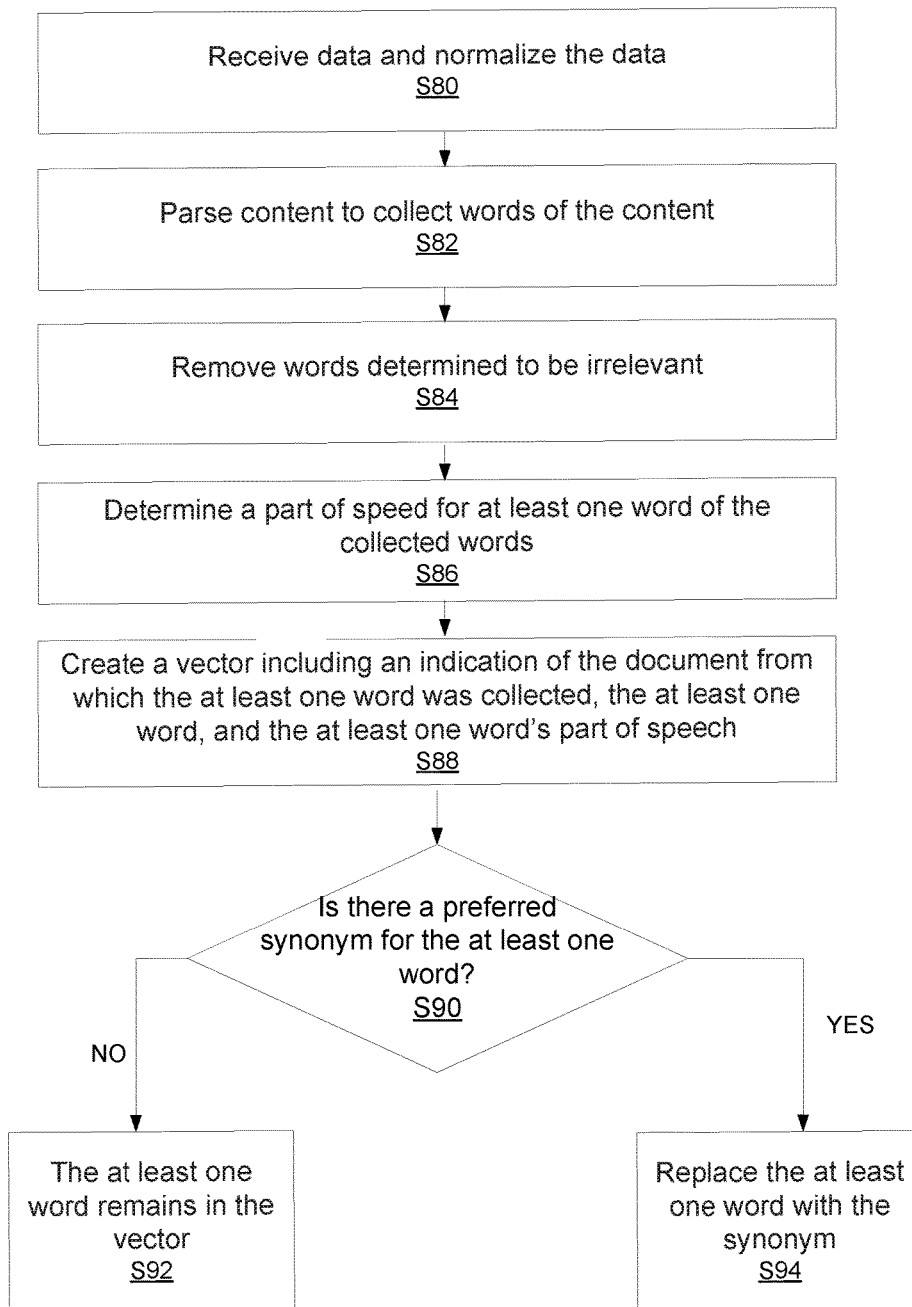 Receive data and normalize the data
S80
Parse content to collect words of the content
S82
Remove words determined to be irrelevant
S84
Determine a part of speed for at least one word of the
collected words
S86
Create a vector including an indication of the document from
which the at least one word was collected, the at least one
word, and the at least one word's part of speech
S88
Is there a preferred
synonym for the at least one
word?
S90
NO
YES
The at least one
word remains in the
vector
S92
Replace the at least
one word with the
synonym
S94